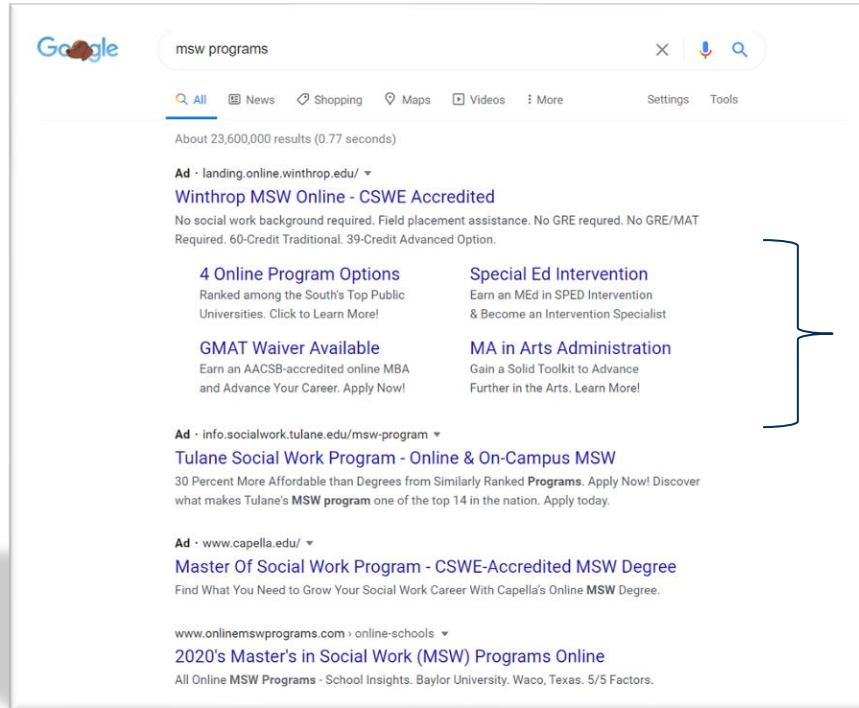 Google
msw programs
All News Shopping Maps Videos More Settings Tools
About 23,600,000 results (0.77 seconds)
Ad · landing.online.winthrop.edu/
Winthrop MSW Online - CSWE Accredited
No social work background required. Field placement assistance. No GRE requred. No GRE/MAT
Required. 60-Credit Traditional. 39-Credit Advanced Option.
4 Online Program Options
Ranked among the South's Top Public
Universities. Click to Learn More!
Special Ed Intervention
Earn an MEd in SPED Intervention
& Become an Intervention Specialist
GMAT Waiver Available
Earn an AACSB-accredited online MBA
and Advance Your Career. Apply Now!
MA in Arts Administration
Gain a Solid Toolkit to Advance
Further in the Arts. Learn More!
Ad · info.socialwork.tulane.edu/msw-program
Tulane Social Work Program - Online & On-Campus MSW
30 Percent More Affordable than Degrees from Similarly Ranked Programs. Apply Now! Discover
what makes Tulane's MSW program one of the top 14 in the nation. Apply today.
Ad · www.capella.edu/
Master Of Social Work Program - CSWE-Accredited MSW Degree
Find What You Need to Grow Your Social Work Career With Capella's Online MSW Degree.
www.onlinemswprograms.com › online-schools
2020's Master's in Social Work (MSW) Programs Online
All Online MSW Programs - School Insights. Baylor University. Waco, Texas. 5/5 Factors.